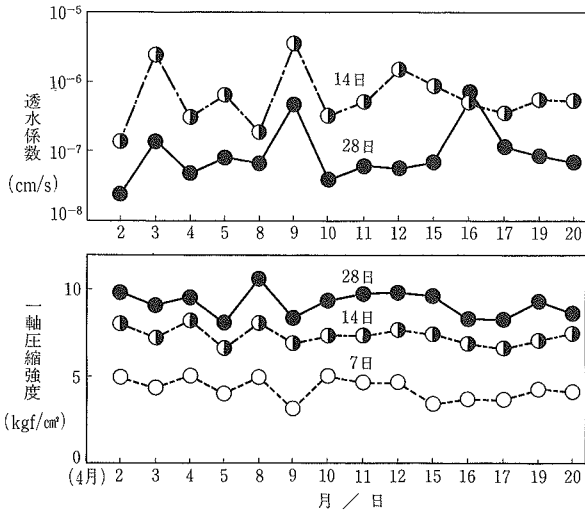 10⁻⁵
10⁻⁶
10⁻⁷
10⁻⁸
透水係数
(cm/s)
14日
28日
2 3 4 5 8 9 10 11 12 15 16 17 19 20
10
5
0
一軸圧縮強度
(kgf/cm²)
28日
14日
7日
(4月) 2 3 4 5 8 9 10 11 12 15 16 17 19 20
月 / 日